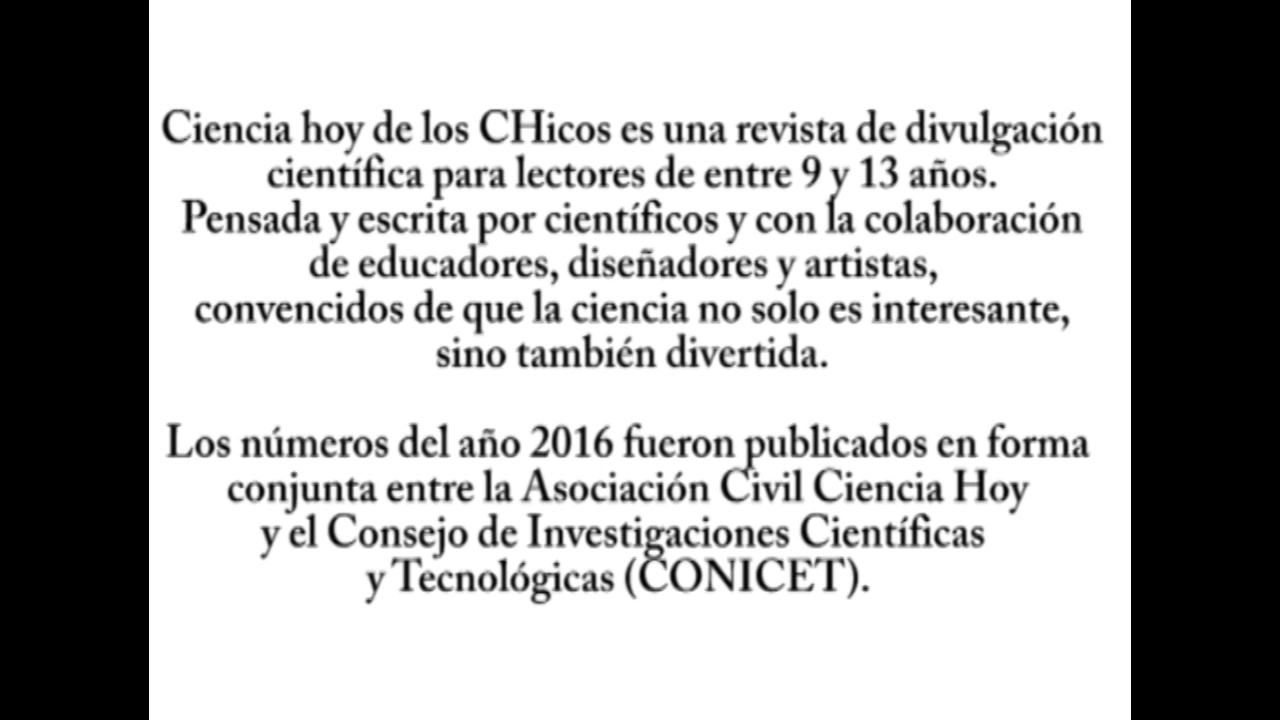 Ciencia hoy de los CHicos es una revista de divulgación
científica para lectores de entre 9 y 13 años.
Pensada y escrita por científicos y con la colaboración
de educadores, diseñadores y artistas,
convencidos de que la ciencia no solo es interesante,
sino también divertida.
Los números del año 2016 fueron publicados en forma
conjunta entre la Asociación Civil Ciencia Hoy
y el Consejo de Investigaciones Científicas
y Tecnológicas (CONICET).